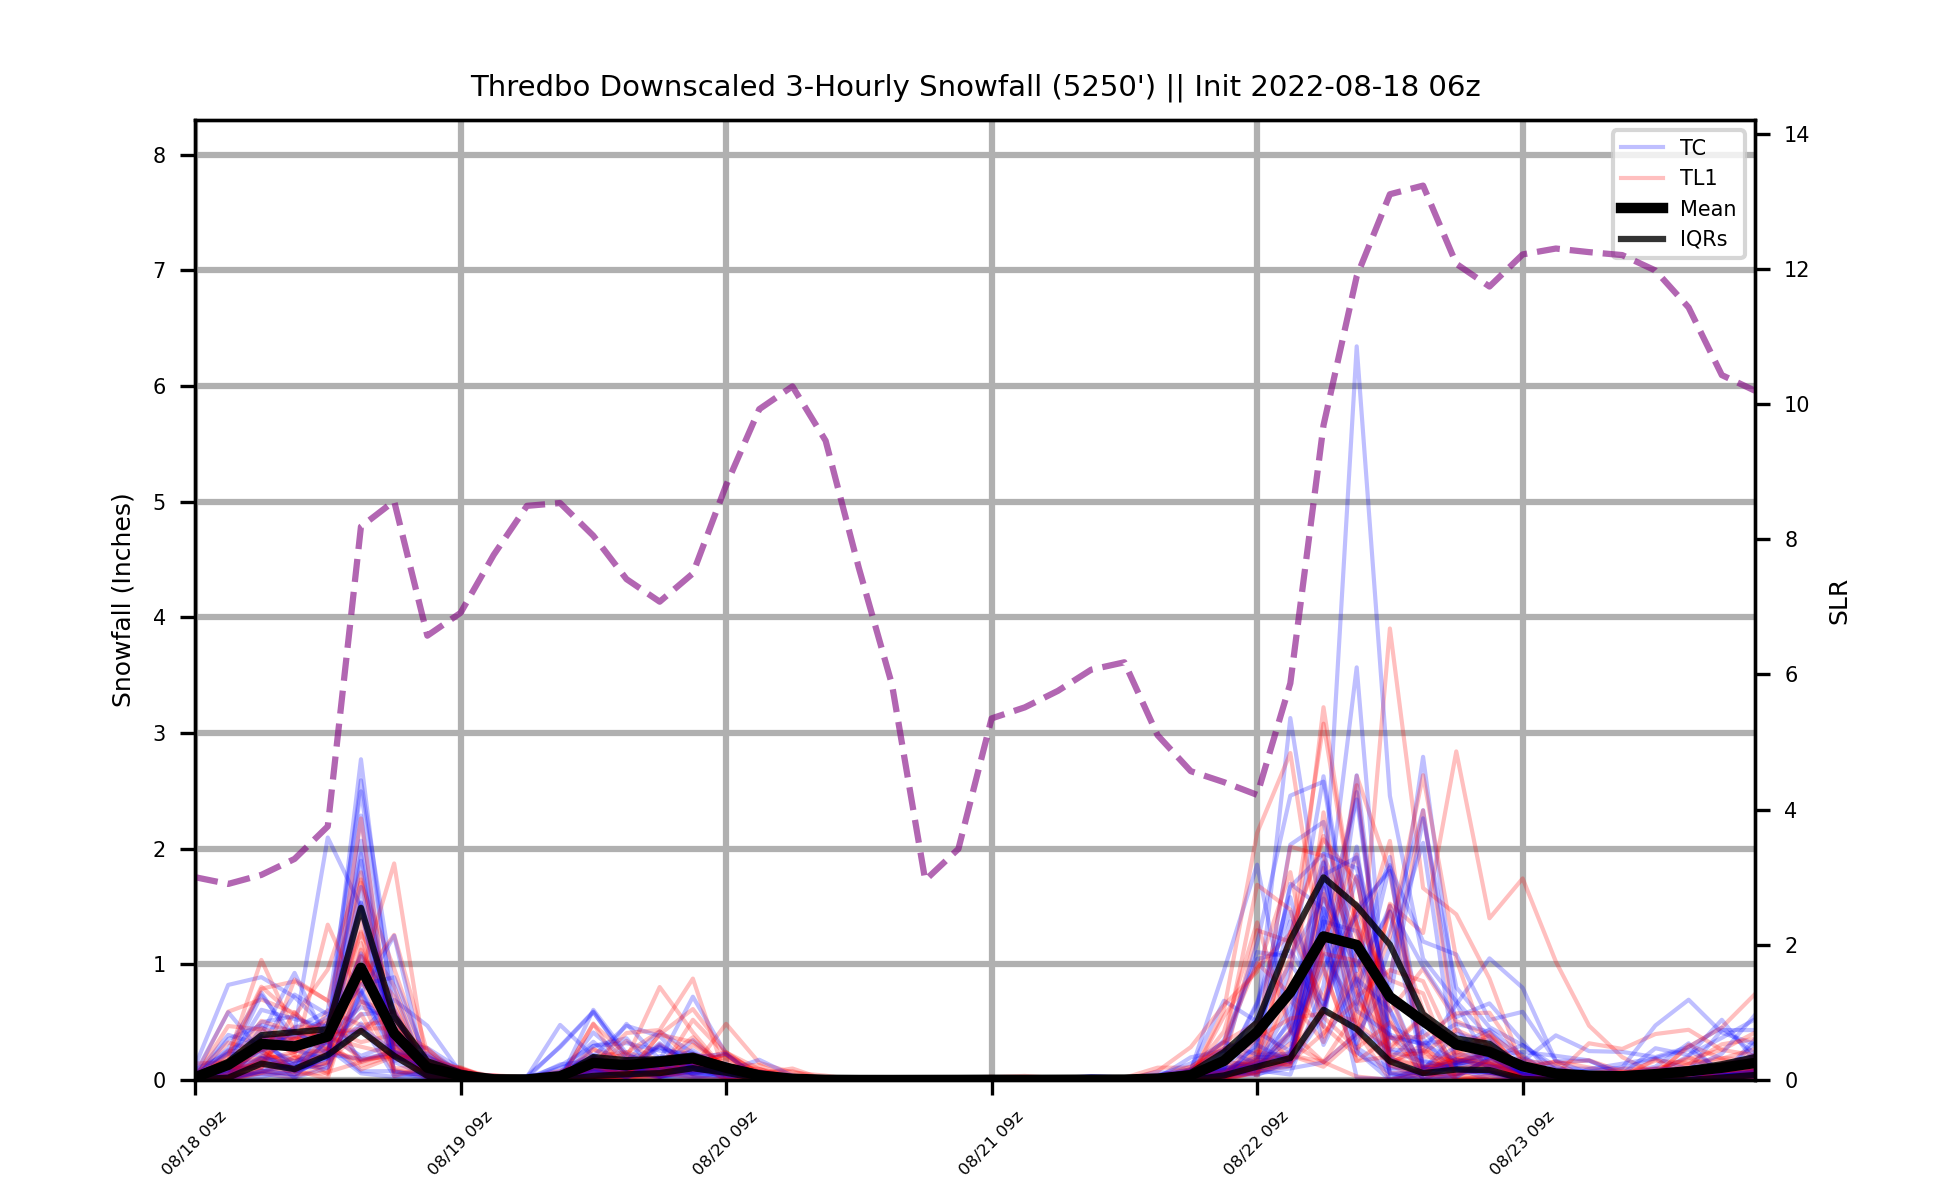 Thredbo Downscaled 3-Hourly Snowfall (5250') || Init 2022-08-18 06z
TC
TL1
Mean
IQRs
Snowfall (Inches)
8
7
6
5
4
3
2
1
0
SLR
14
12
10
8
6
4
2
0
08/18 09z
08/19 09z
08/20 09z
08/21 09z
08/22 09z
08/23 09z